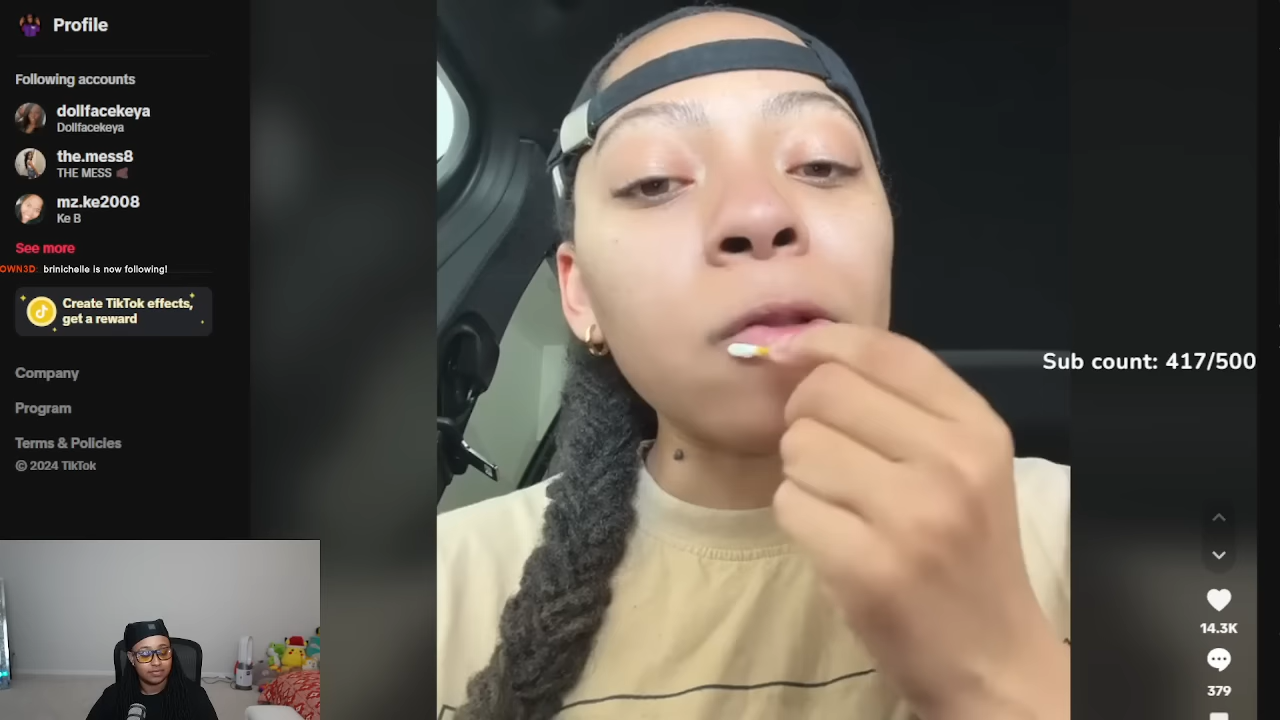 Profile
Following accounts
dollfacekeya
Dollfacekeya
the.mess8
THE MESS
mz.ke2008
Ke B
See more
OWN3D: brinichelle is now following!
Create TikTok effects,
get a reward
Company
Program
Terms & Policies
© 2024 TikTok
Sub count: 417/500
14.3K
379